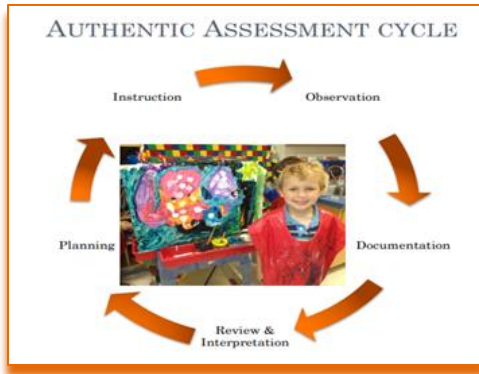 AUTHENTIC ASSESSMENT CYCLE
Instruction
Observation
Planning
Documentation
Review &
Interpretation